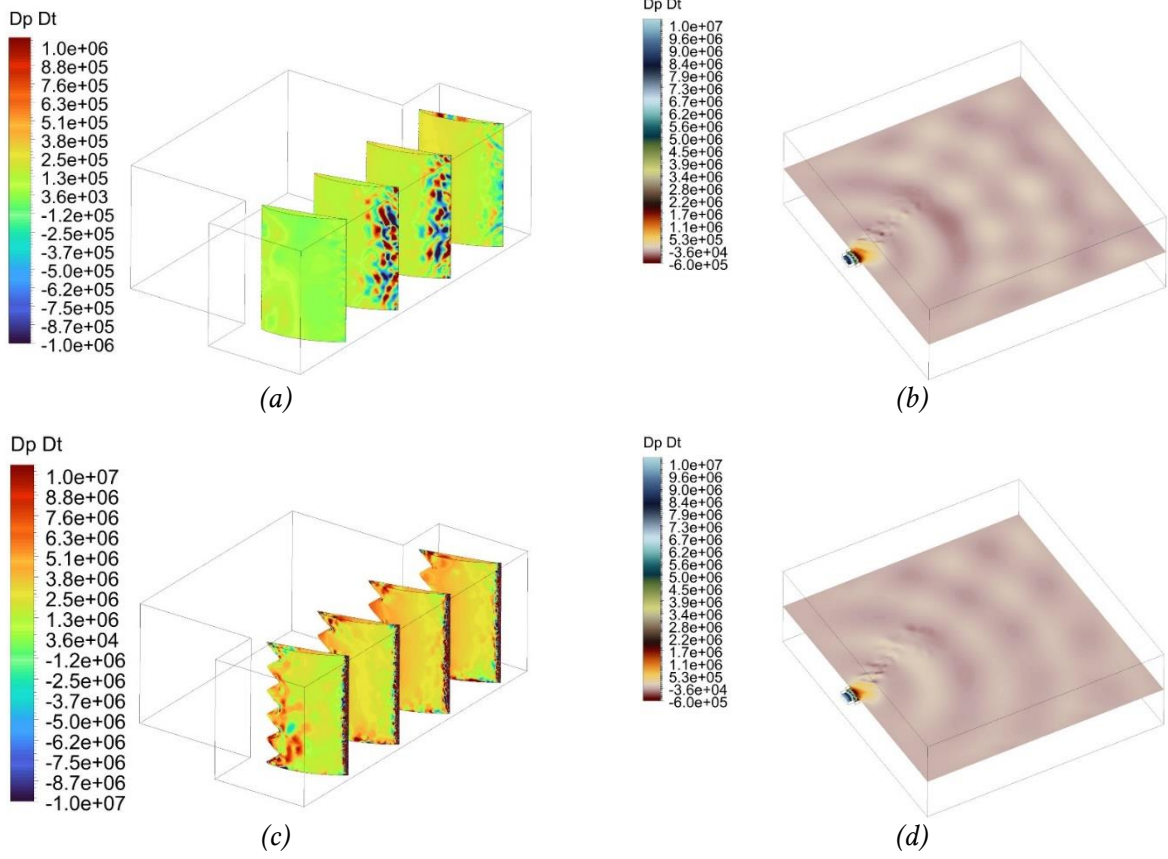 Dp Dt
1.0e+06
8.8e+05
7.6e+05
6.3e+05
5.1e+05
3.8e+05
2.6e+05
1.3e+05
3.6e+03
-1.2e+05
-2.5e+05
-3.7e+05
-5.0e+05
-6.2e+05
-7.5e+05
-8.7e+05
-1.0e+06
(a)
Dp Dt
1.0e+07
9.6e+06
8.4e+06
7.9e+06
7.3e+06
6.7e+06
6.2e+06
5.6e+06
5.0e+06
4.5e+06
3.9e+06
3.4e+06
2.8e+06
2.2e+06
1.7e+06
1.1e+06
5.3e+05
-3.6e+04
-6.0e+05
(b)
Dp Dt
1.0e+07
8.8e+06
7.6e+06
6.3e+06
5.1e+06
3.8e+06
2.6e+06
1.3e+06
3.6e+04
-1.2e+06
-2.5e+06
-3.7e+06
-5.0e+06
-6.2e+06
-7.5e+06
-8.7e+06
-1.0e+07
(c)
Dp Dt
1.0e+07
9.6e+06
9.0e+06
8.4e+06
7.9e+06
7.3e+06
6.7e+06
6.2e+06
5.6e+06
5.0e+06
4.5e+06
3.9e+06
3.4e+06
2.8e+06
2.2e+06
1.7e+06
1.1e+06
5.1e+05
-3.6e+04
-6.0e+05
(d)